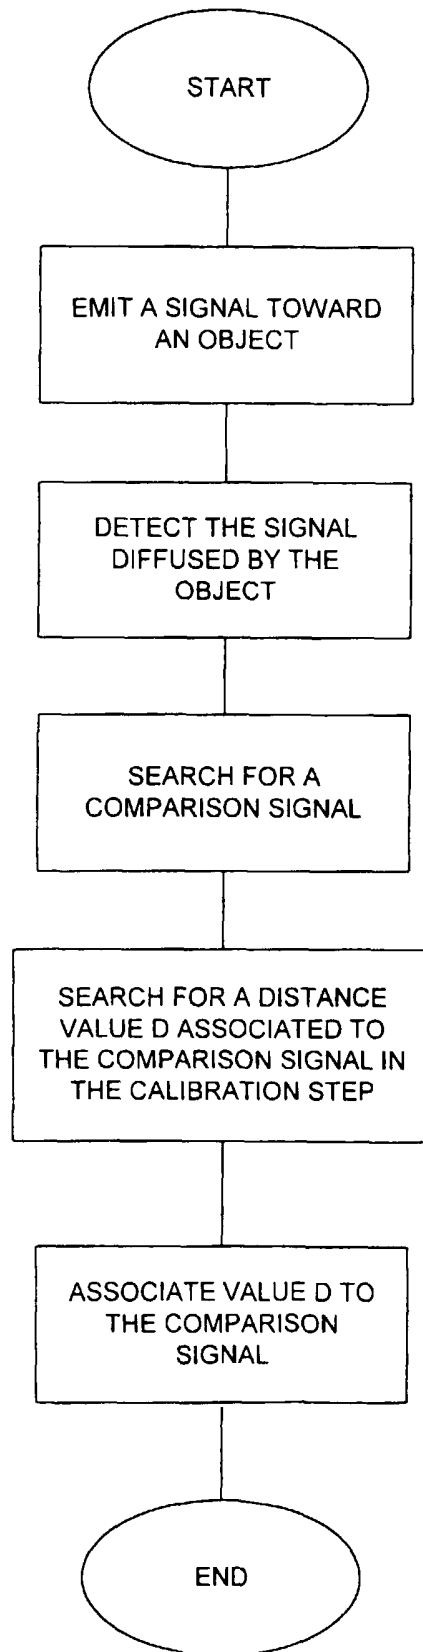 START
EMIT A SIGNAL TOWARD
AN OBJECT
DETECT THE SIGNAL
DIFFUSED BY THE
OBJECT
SEARCH FOR A
COMPARISON SIGNAL
SEARCH FOR A DISTANCE
VALUE D ASSOCIATED TO
THE COMPARISON SIGNAL IN
THE CALIBRATION STEP
ASSOCIATE VALUE D TO
THE COMPARISON
SIGNAL
END